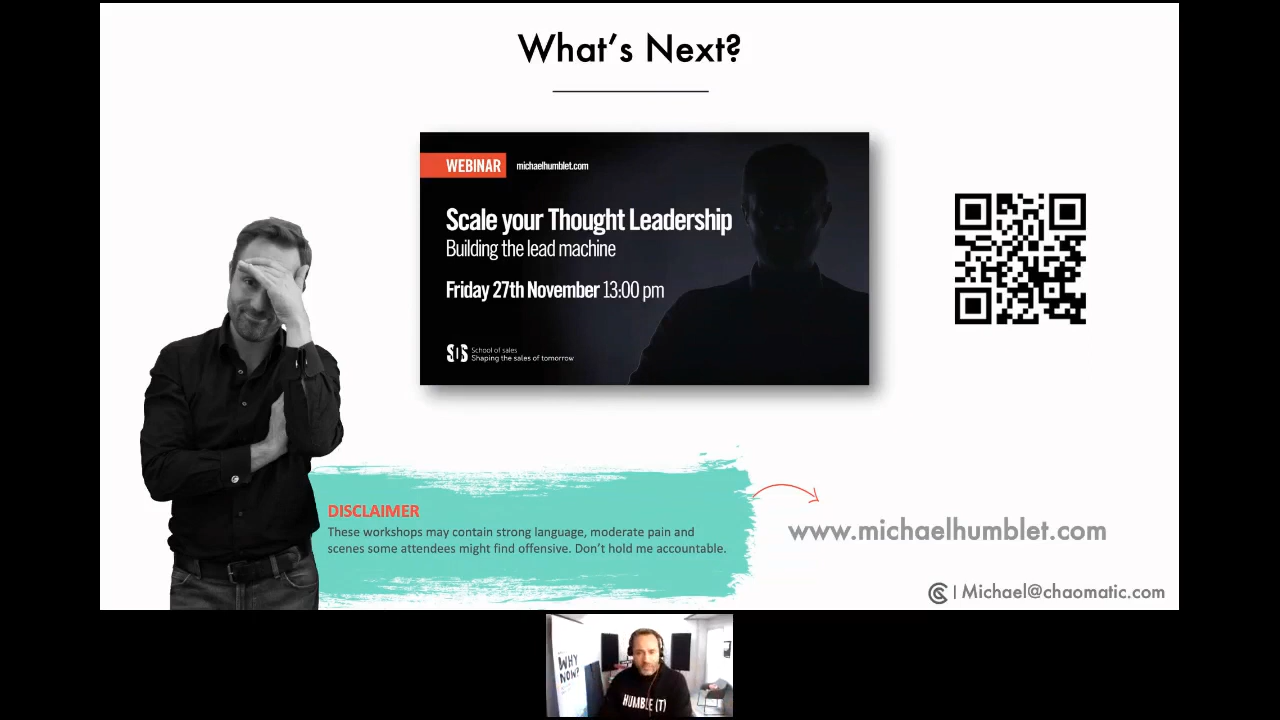 What's Next?
WEBINAR michaelhumblet.com
Scale your Thought Leadership
Building the lead machine
Friday 27th November 13:00 pm
SOS School of sales
Shaping the sales of tomorrow
DISCLAIMER
These workshops may contain strong language, moderate pain and
scenes some attendees might find offensive. Don't hold me accountable.
www.michaelhumblet.com
| Michael@chaomatic.com
WHY
NOW?
HUMBLE(T)